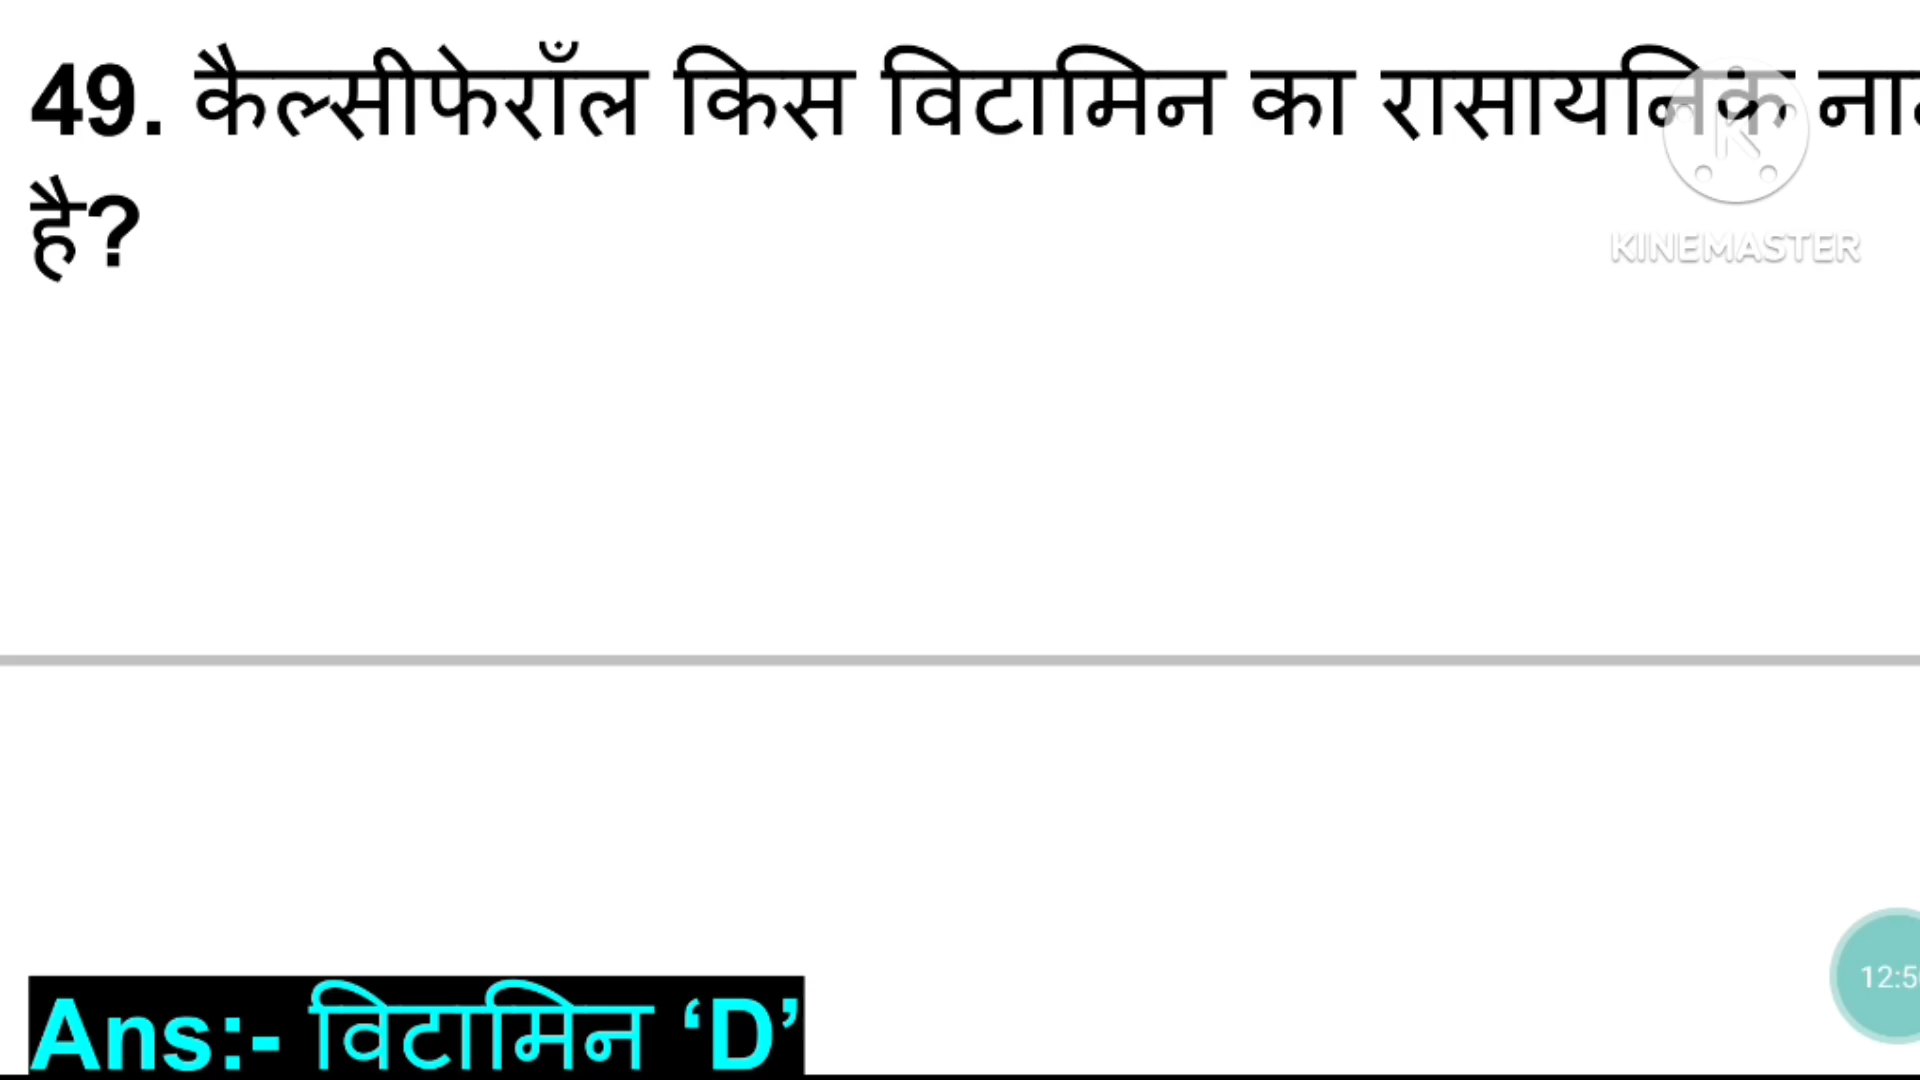 49. कैल्सीफेरॉँल किस विटामिन का रासायनिक
है?
KINEMASTER
Ans:- विटामिन ‘D’